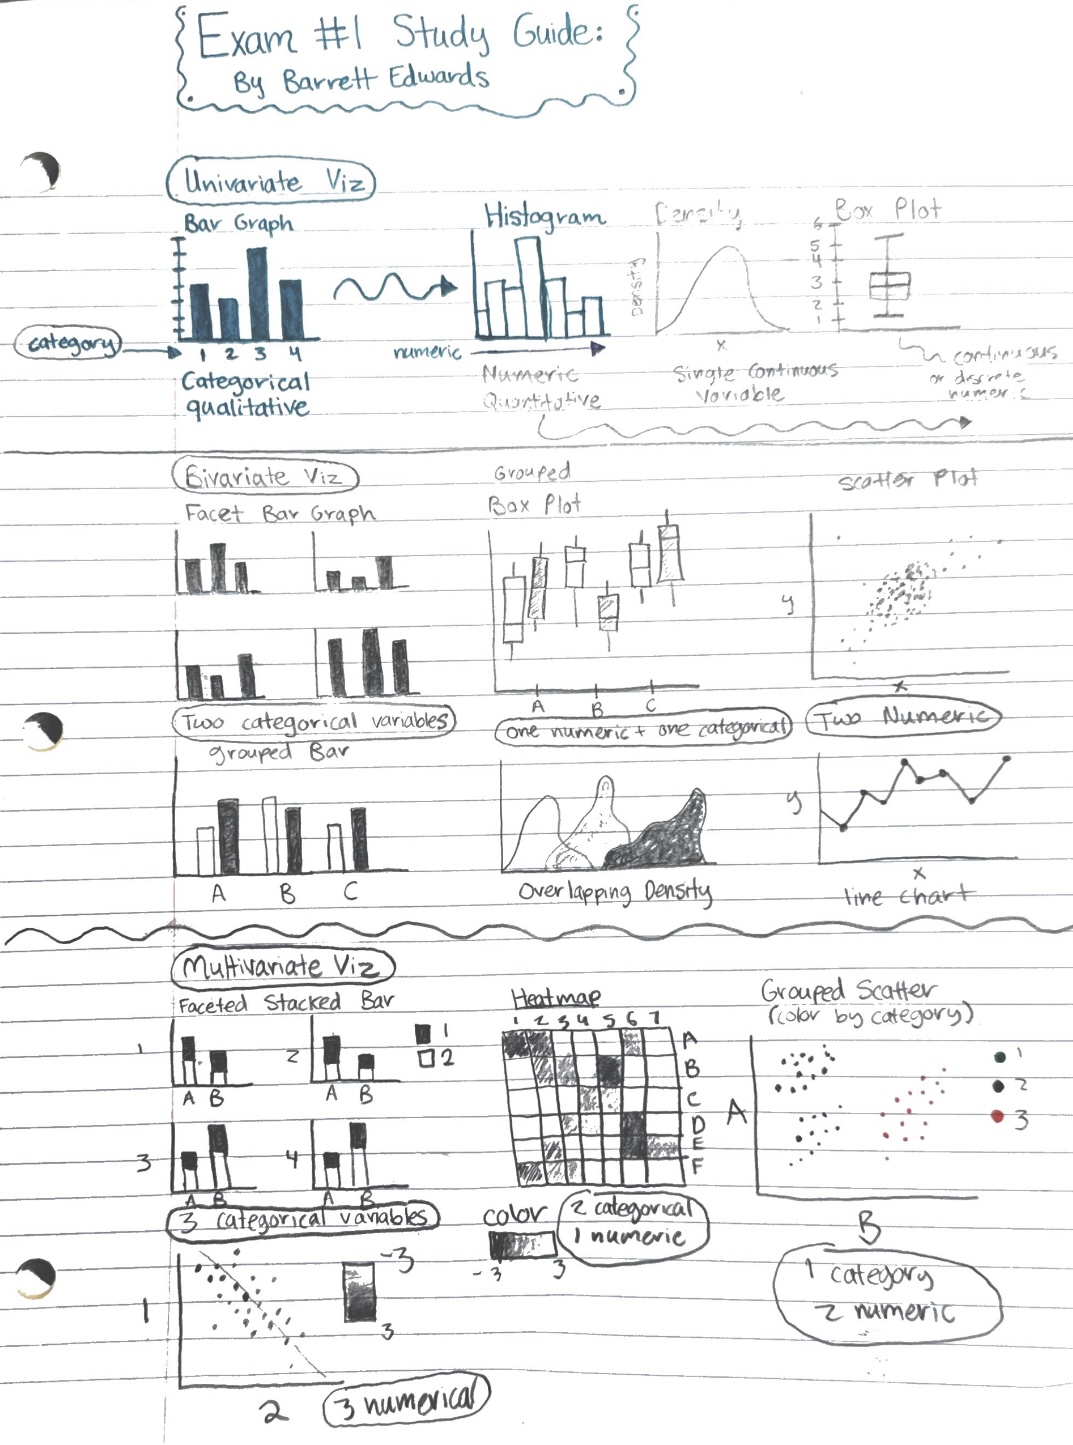 Exam #1 Study Guide:
By Barrett Edwards
Univariate Viz
Bar Graph
Histogram
Density
Box Plot
6
5
4
3
2
1
Density
category
1 2 3 4
numeric
x
Categorical
qualitative
Numeric
Quantitative
Single Continuous
Variable
continuous
or discrete
numeric
Bivariate Viz
Facet Bar Graph
Grouped
Box Plot
Scatter Plot
y
A B C
x
Two categorical variables
one numeric + one categorical
Two Numeric
grouped Bar
y
A B C
Overlapping Density
x
line chart
Multivariate Viz
Faceted Stacked Bar
Heatmap
Grouped Scatter
(color by category)
1 2 3 4 5 6 7
1
2
1
2
A B
A B
3
4
A B
A B
A
B
C
D
E
F
A
1
2
3
B
3 categorical variables
color
-3 3
2 categorical
1 numeric
1 category
2 numeric
1
-3
3
2
3 numerical